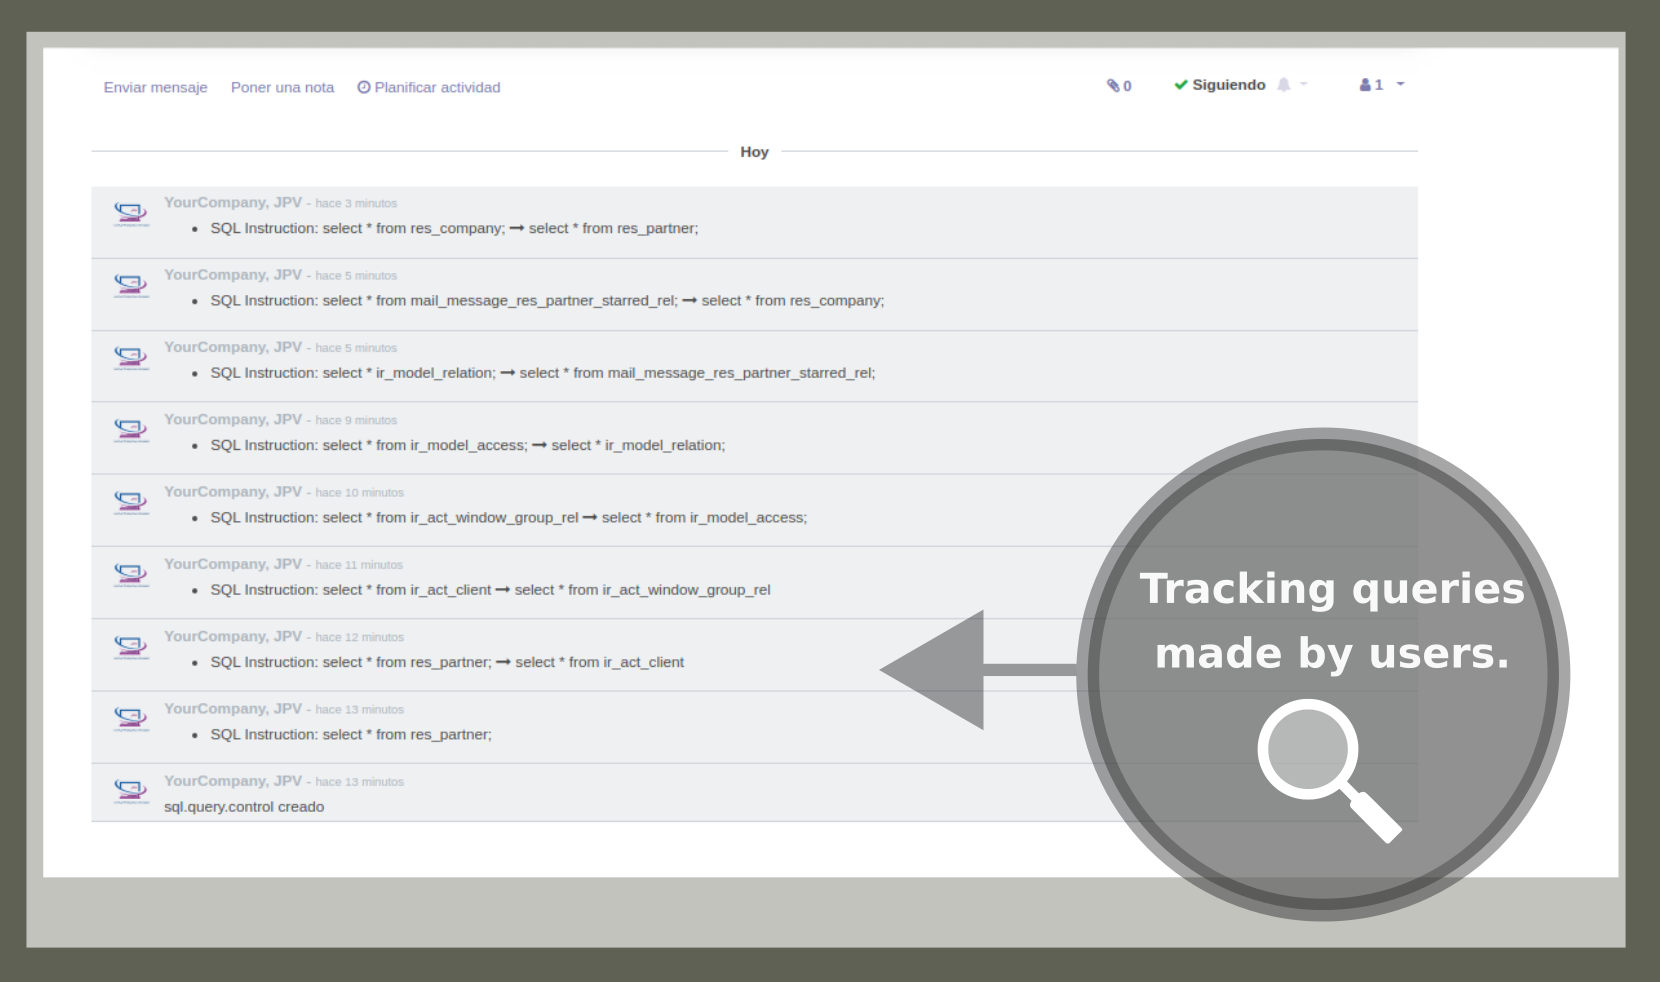 Enviar mensaje Poner una nota Planificar actividad 0 Siguiendo 1
Hoy
YourCompany, JPV - hace 3 minutos
• SQL Instruction: select * from res_company; → select * from res_partner;
YourCompany, JPV - hace 5 minutos
• SQL Instruction: select * from mail_message_res_partner_starred_rel; → select * from res_company;
YourCompany, JPV - hace 5 minutos
• SQL Instruction: select * ir_model_relation; → select * from mail_message_res_partner_starred_rel;
YourCompany, JPV - hace 9 minutos
• SQL Instruction: select * from ir_model_access; → select * ir_model_relation;
YourCompany, JPV - hace 10 minutos
• SQL Instruction: select * from ir_act_window_group_rel → select * from ir_model_access;
YourCompany, JPV - hace 11 minutos
• SQL Instruction: select * from ir_act_client → select * from ir_act_window_group_rel
YourCompany, JPV - hace 12 minutos
• SQL Instruction: select * from res_partner; → select * from ir_act_client
YourCompany, JPV - hace 13 minutos
• SQL Instruction: select * from res_partner;
YourCompany, JPV - hace 13 minutos
sql.query.control creado
Tracking queries
made by users.